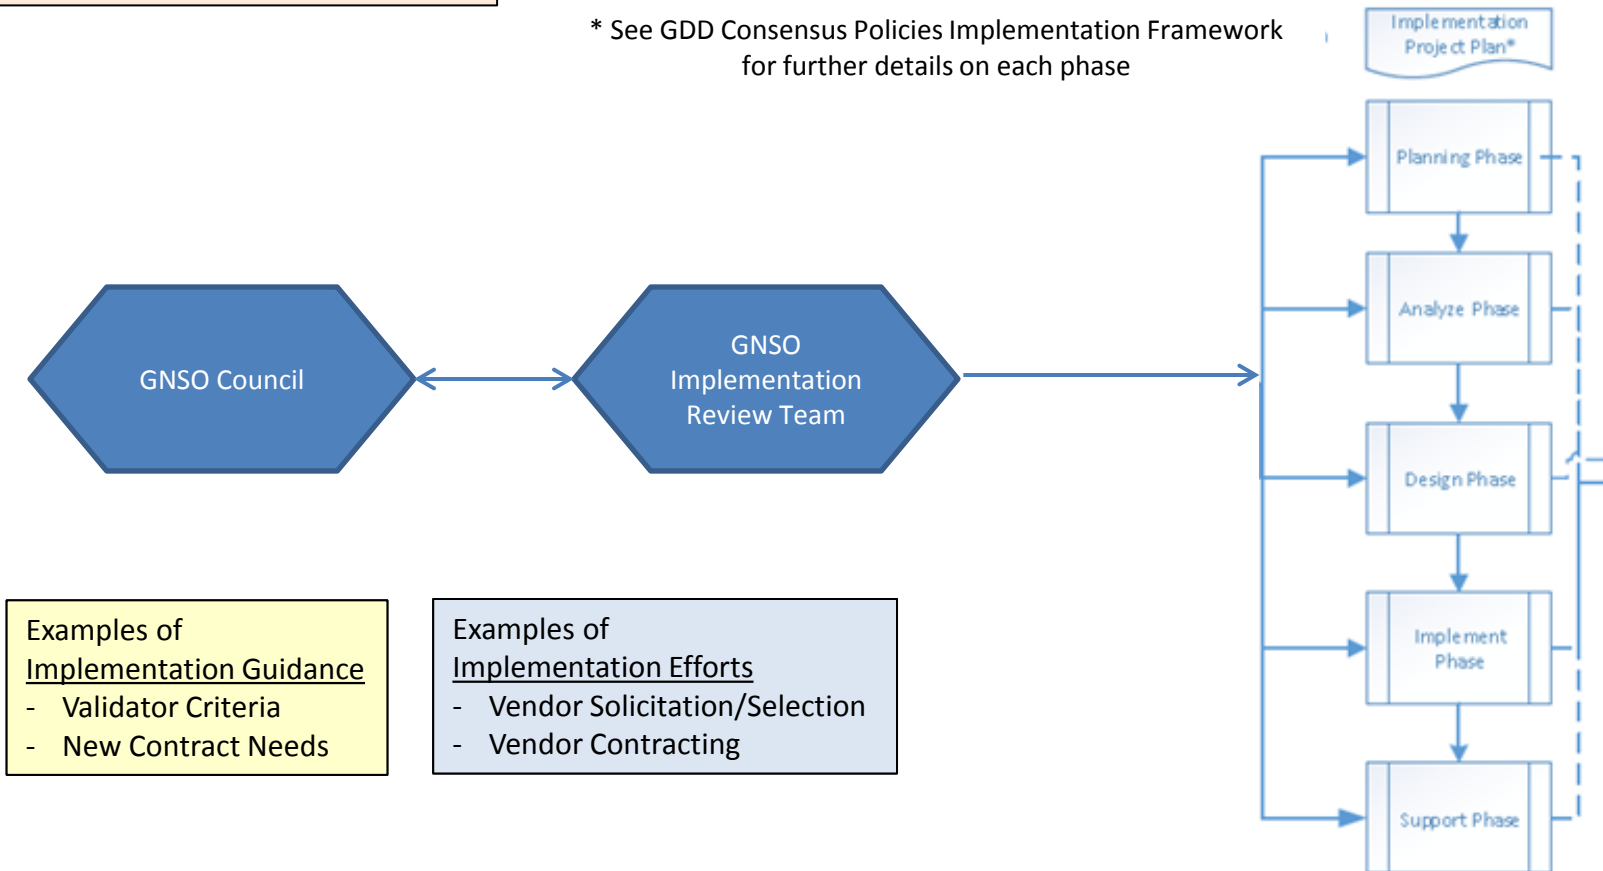 * See GDD Consensus Policies Implementation Framework
for further details on each phase
Implementation
Project Plan*
Planning Phase
Analyze Phase
GNSO Council
GNSO
Implementation
Review Team
Design Phase
Examples of
Implementation Guidance
- Validator Criteria
- New Contract Needs
Examples of
Implementation Efforts
- Vendor Solicitation/Selection
- Vendor Contracting
Implement
Phase
Support Phase